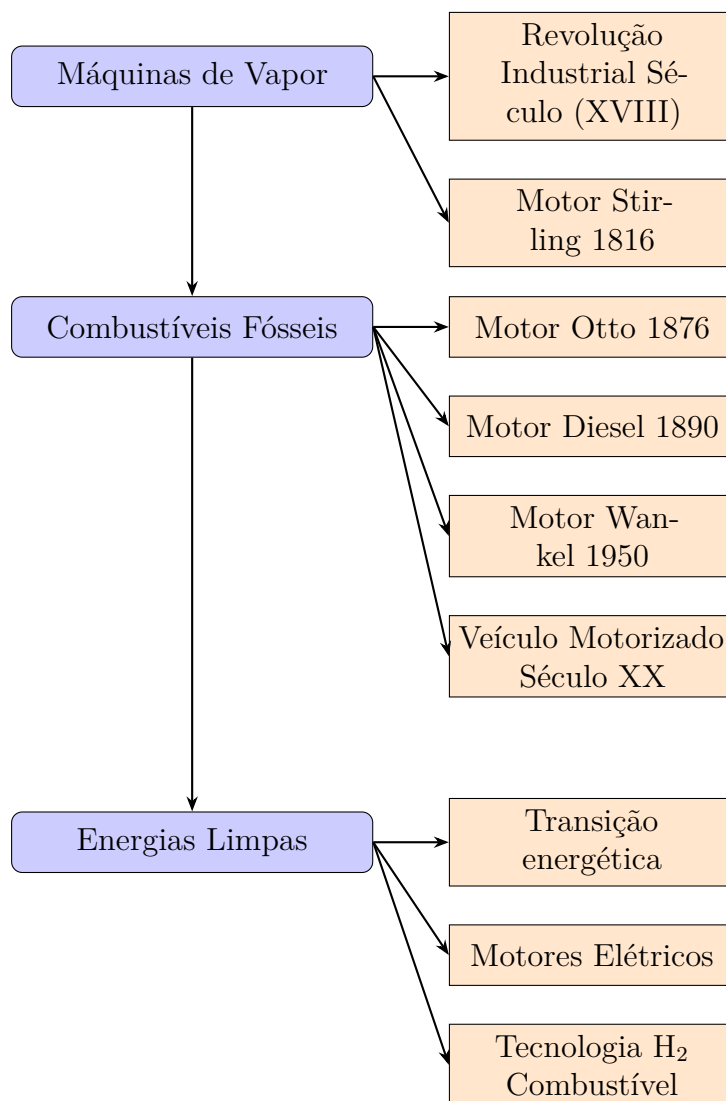 Máquinas de Vapor
Revolução
Industrial Sé-
culo (XVIII)
Motor Stir-
ling 1816
Combustíveis Fósseis
Motor Otto 1876
Motor Diesel 1890
Motor Wan-
kel 1950
Veículo Motorizado
Século XX
Energias Limpas
Transição
energética
Motores Elétricos
Tecnologia H₂
Combustível